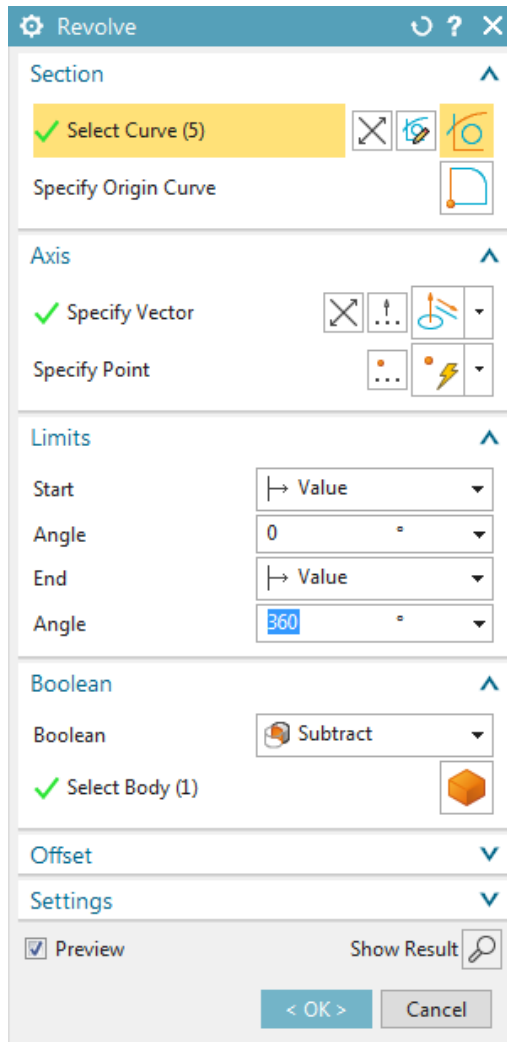 Revolve ?
Section
Select Curve (5)
Specify Origin Curve
Axis
Specify Vector
Specify Point
Limits
Start Value
Angle 0 °
End Value
Angle 360 °
Boolean
Boolean Subtract
Select Body (1)
Offset
Settings
Preview Show Result
< OK > Cancel